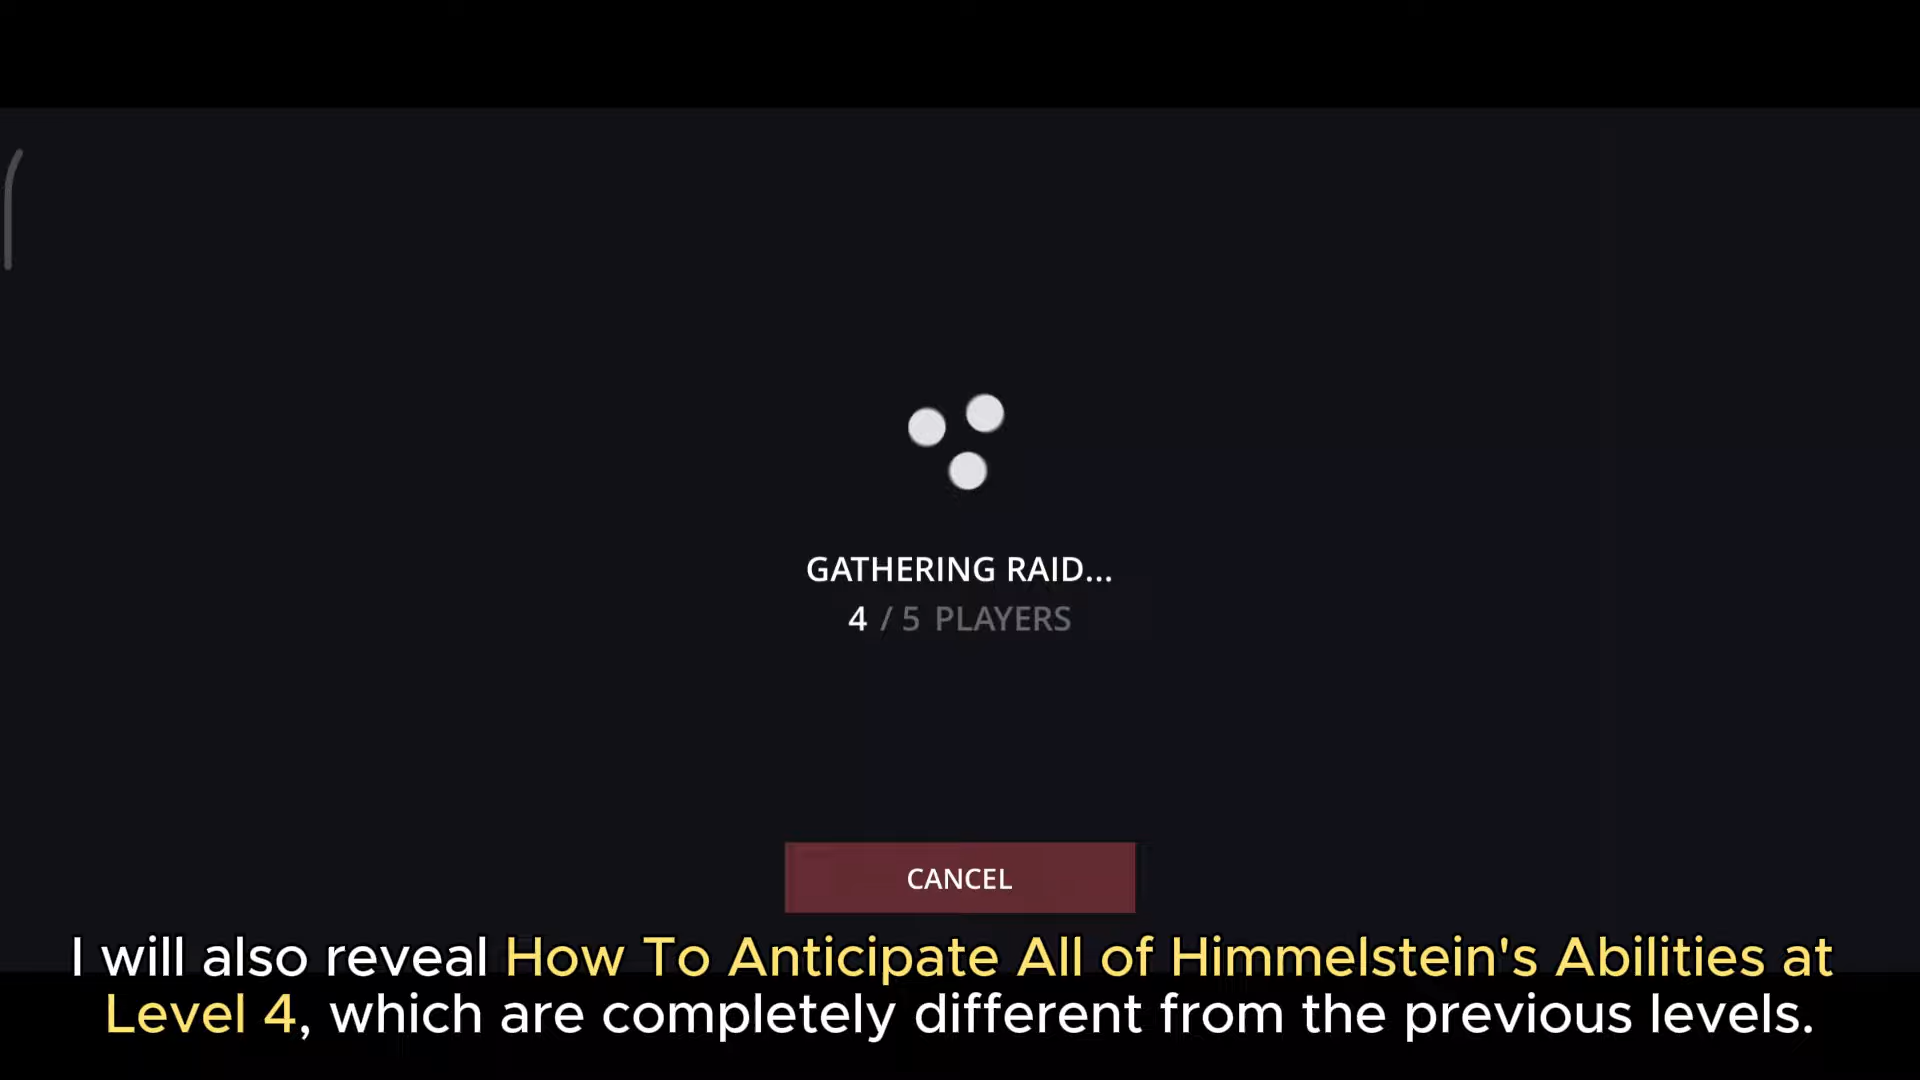 GATHERING RAID...
4 / 5 PLAYERS
CANCEL
I will also reveal How To Anticipate All of Himmelstein's Abilities at
Level 4, which are completely different from the previous levels.